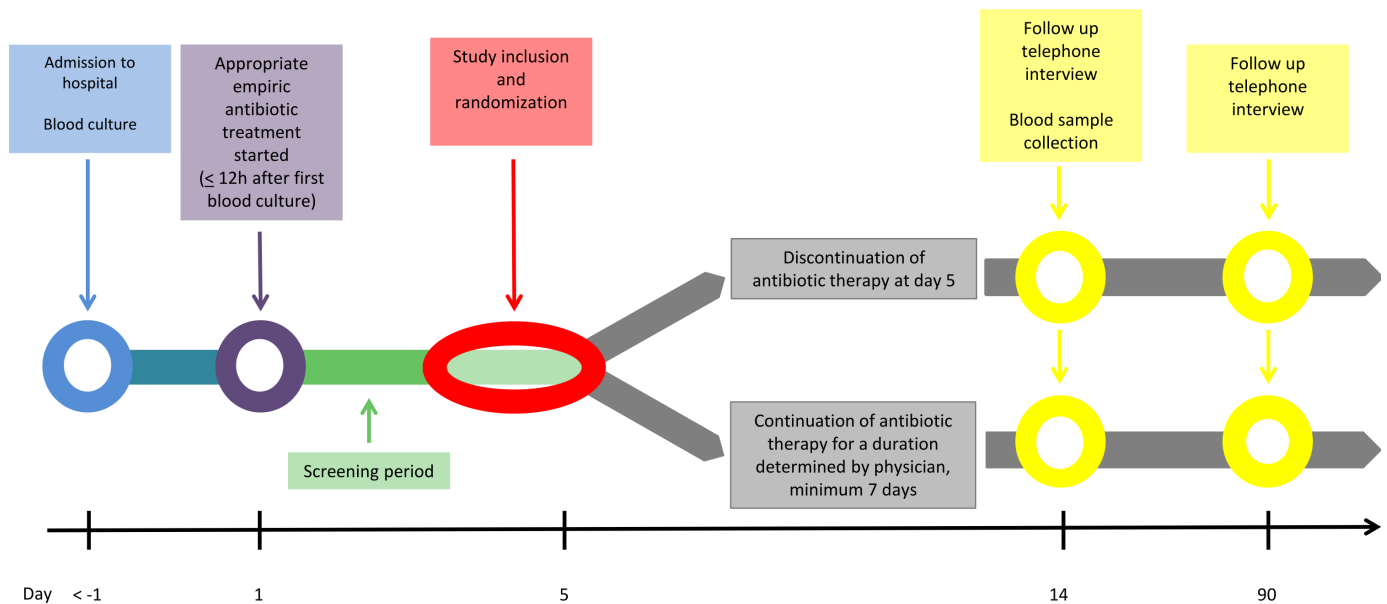 Admission to
hospital
Blood culture
Appropriate
empiric
antibiotic
treatment
started
(≤ 12h after first
blood culture)
Study inclusion
and
randomization
Follow up
telephone
interview
Blood sample
collection
Follow up
telephone
interview
Discontinuation of
antibiotic therapy at day 5
Continuation of antibiotic
therapy for a duration
determined by physician,
minimum 7 days
Screening period
Day < -1 1 5 14 90